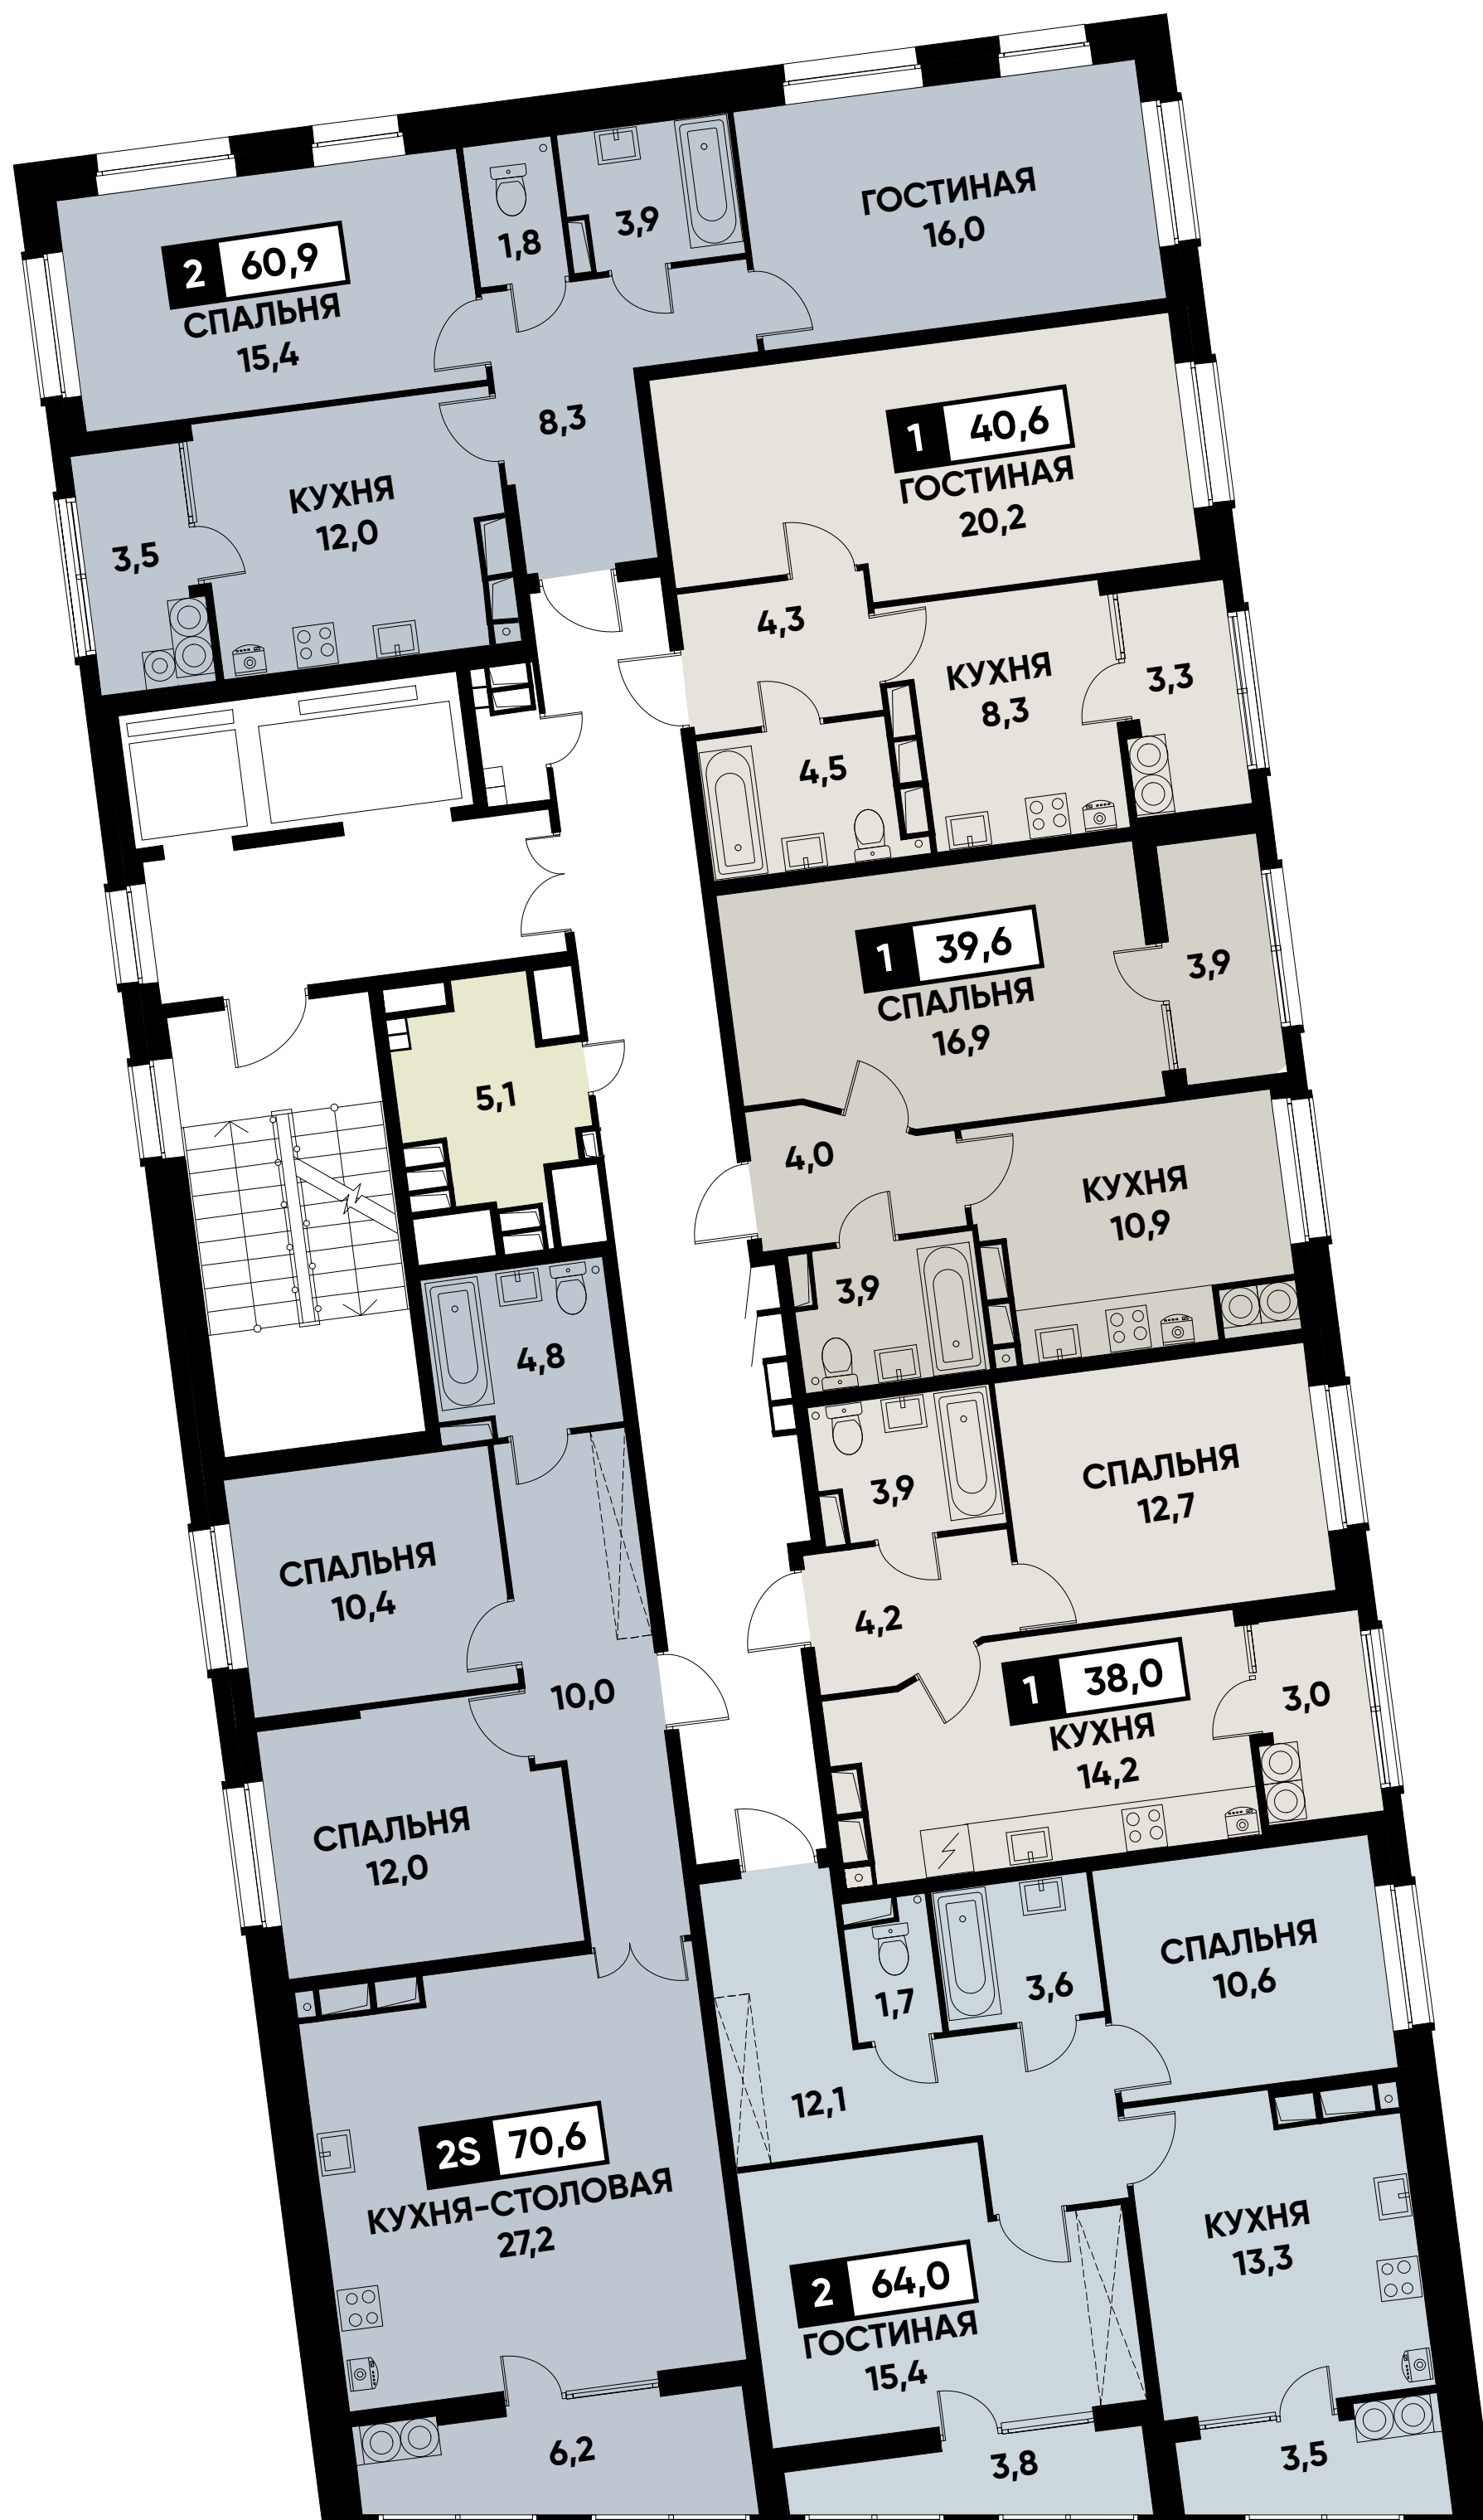 ГОСТИНАЯ
16,0
3,9
1,8
2 60,9
СПАЛЬНЯ
15,4
8,3
1 40,6
ГОСТИНАЯ
20,2
КУХНЯ
12,0
3,5
4,3
КУХНЯ
8,3
3,3
4,5
1 39,6
СПАЛЬНЯ
16,9
3,9
5,1
4,0
КУХНЯ
10,9
3,9
4,8
СПАЛЬНЯ
12,7
3,9
СПАЛЬНЯ
10,4
4,2
10,0
1 38,0
КУХНЯ
14,2
3,0
СПАЛЬНЯ
12,0
СПАЛЬНЯ
10,6
3,6
1,7
12,1
2S 70,6
КУХНЯ-СТОЛОВАЯ
27,2
КУХНЯ
13,3
2 64,0
ГОСТИНАЯ
15,4
6,2
3,8
3,5